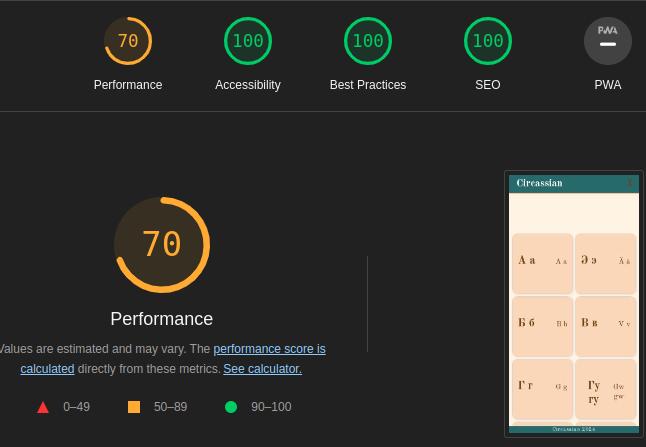 70 100 100 100 PWA
Performance Accessibility Best Practices SEO PWA
70
Performance
Values are estimated and may vary. The performance score is
calculated directly from these metrics. See calculator.
0–49 50–89 90–100
Circassian
А а A a Э э Ä ä
Б б B b В в V v
Г г G g Гу гу Gw gw
Circassian 2024